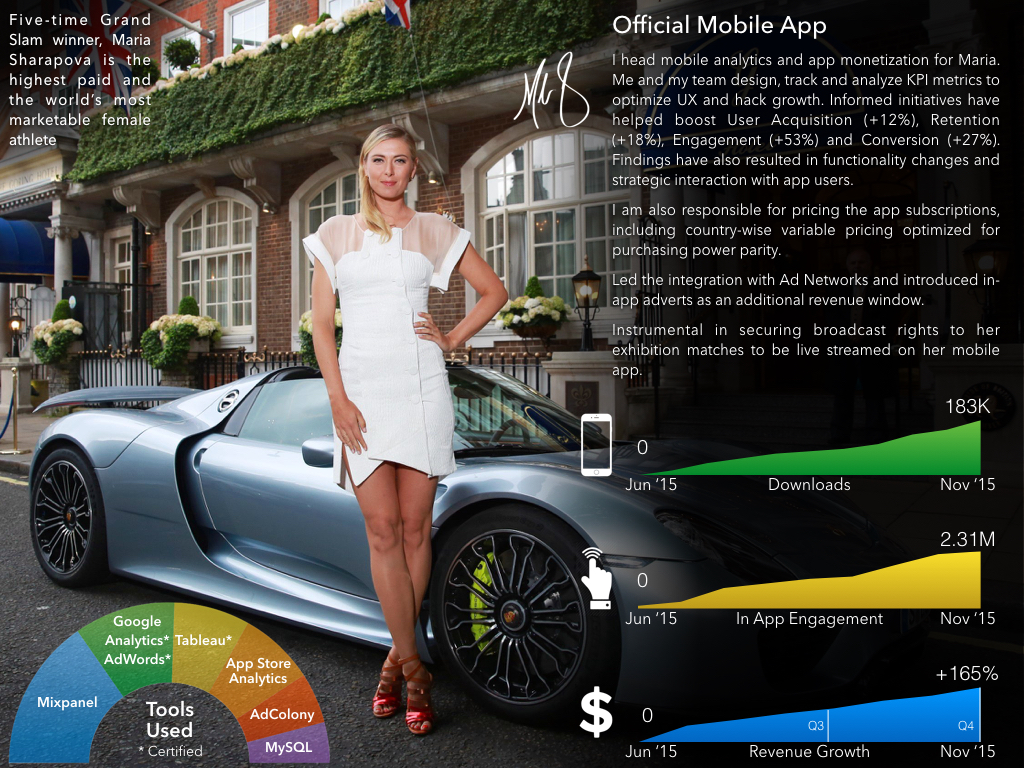 Five-time Grand
Slam winner, Maria
Sharapova is the
highest paid and
the world's most
marketable female
athlete
Official Mobile App
I head mobile analytics and app monetization for Maria.
Me and my team design, track and analyze KPI metrics to
optimize UX and hack growth. Informed initiatives have
helped boost User Acquisition (+12%), Retention
(+18%), Engagement (+53%) and Conversion (+27%).
Findings have also resulted in functionality changes and
strategic interaction with app users.
I am also responsible for pricing the app subscriptions,
including country-wise variable pricing optimized for
purchasing power parity.
Led the integration with Ad Networks and introduced in-
app adverts as an additional revenue window.
Instrumental in securing broadcast rights to her
exhibition matches to be live streamed on her mobile
app.
183K
0
Jun '15 Downloads Nov '15
2.31M
0
Jun '15 In App Engagement Nov '15
+165%
$ 0
Q3 Q4
Jun '15 Revenue Growth Nov '15
Google
Analytics*
AdWords*
Tableau*
App Store
Analytics
Mixpanel
AdColony
MySQL
Tools
Used
* Certified